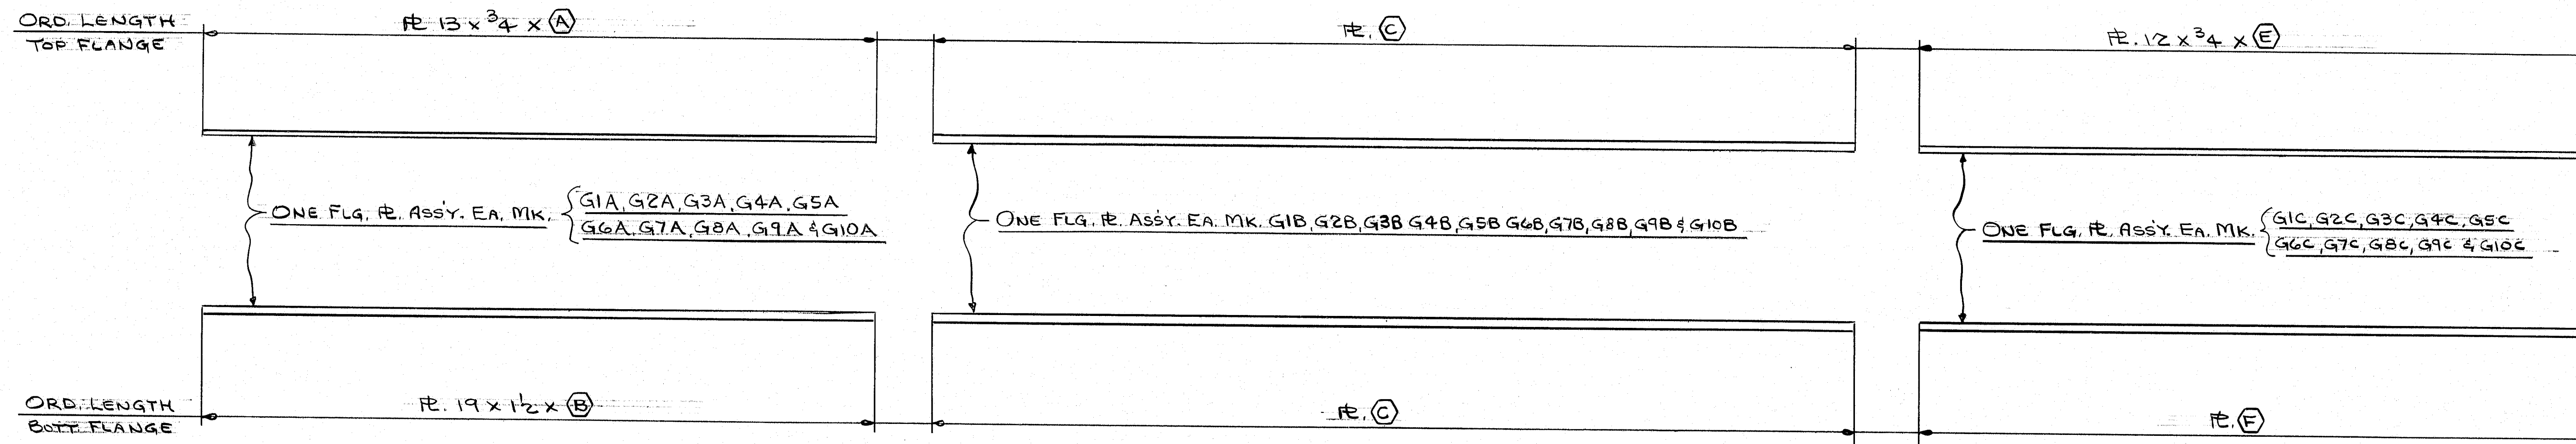 ORD. LENGTH
TOP FLANGE
PL 13 x 3/4 x A
PL. C
PL. 12 x 3/4 x E
ONE FLG. PL. ASS'Y. EA. MK. G1A, G2A, G3A, G4A, G5A
G6A, G7A, G8A, G9A & G10A
ONE FLG. PL. ASS'Y. EA. MK. G1B, G2B, G3B G4B, G5B G6B, G7B, G8B, G9B & G10B
ONE FLG. PL. ASS'Y. EA. MK. G1C, G2C, G3C, G4C, G5C
G6C, G7C, G8C, G9C & G10C
ORD. LENGTH
BOTT. FLANGE
PL. 19 x 1 1/2 x B
PL. C
PL. F